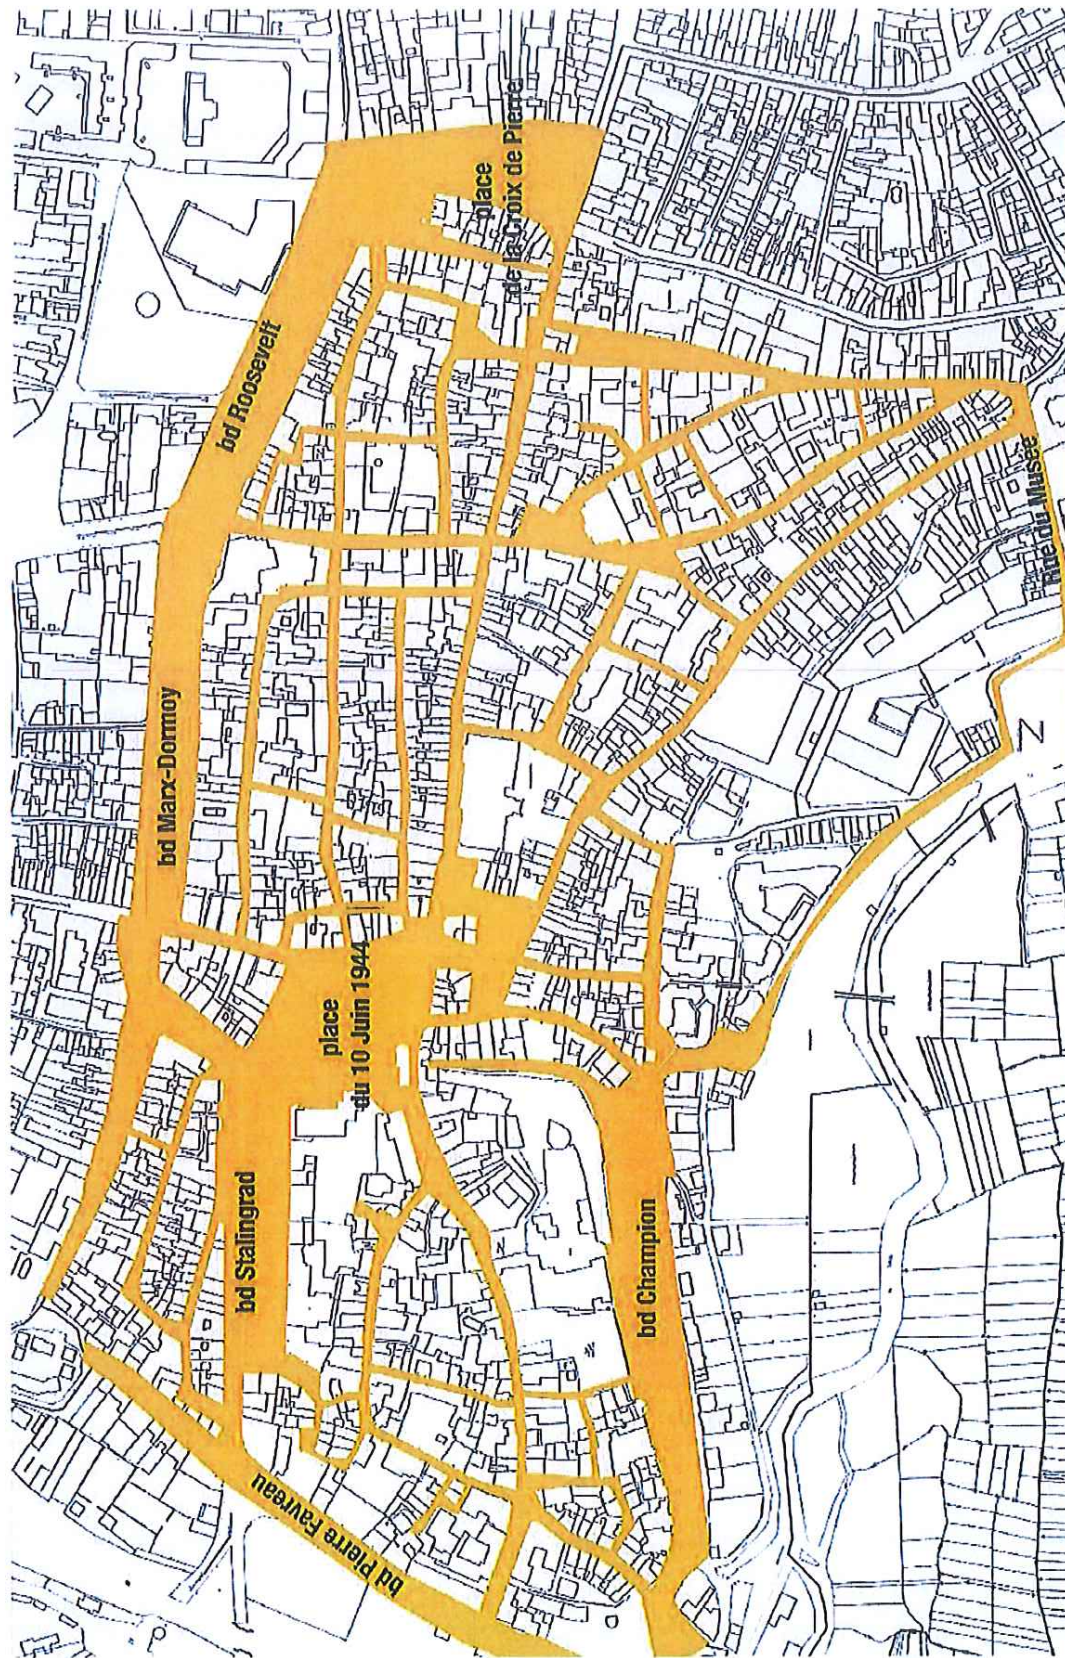 place
de la Croix de Pierre
bd Roosevelt
Rue du Musée
bd Marx-Dormoy
place
du 10 Juin 1944
bd Stalingrad
bd Champion
bd Pierre Favreau